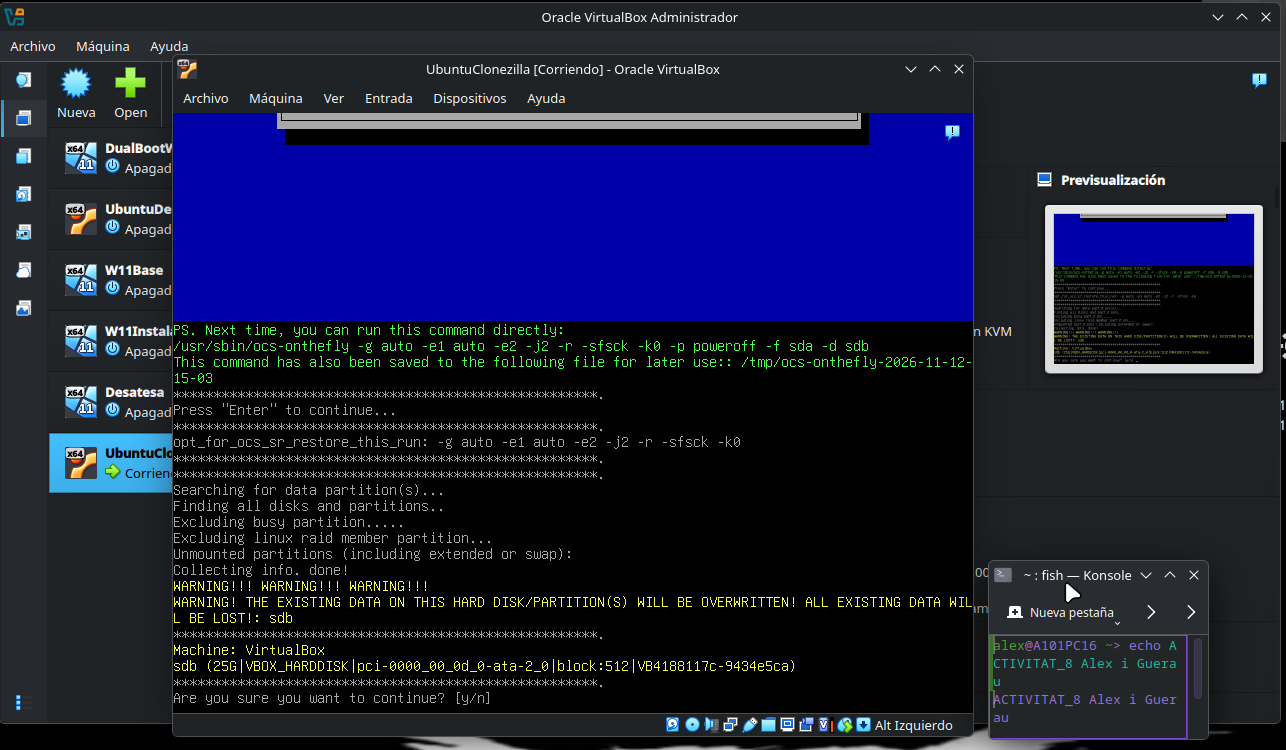 Oracle VirtualBox Administrador
Archivo Máquina Ayuda
Nueva Open
DualBootW
Apagad
UbuntuDe
Apagad
W11Base
Apagad
W11Instal
Apagad
Desatesa
Apagad
UbuntuClo
Corrien
UbuntuClonezilla [Corriendo] - Oracle VirtualBox
Archivo Máquina Ver Entrada Dispositivos Ayuda
PS. Next time, you can run this command directly:
/usr/sbin/ocs-onthefly -g auto -e1 auto -e2 -j2 -r -sfsck -k0 -p poweroff -f sda -d sdb
This command has also been saved to the following file for later use:: /tmp/ocs-onthefly-2026-11-12-
15-03
*****************************************************.
Press "Enter" to continue...
*****************************************************.
opt_for_ocs_sr_restore_this_run: -g auto -e1 auto -e2 -j2 -r -sfsck -k0
*****************************************************.
*****************************************************.
Searching for data partition(s)...
Finding all disks and partitions..
Excluding busy partition.....
Excluding linux raid member partition...
Unmounted partitions (including extended or swap):
Collecting info. done!
WARNING!!! WARNING!!! WARNING!!!
WARNING! THE EXISTING DATA ON THIS HARD DISK/PARTITION(S) WILL BE OVERWRITTEN! ALL EXISTING DATA WIL
L BE LOST!: sdb
*****************************************************.
Machine: VirtualBox
sdb (25G|VBOX_HARDDISK|pci-0000_00_0d_0-ata-2_0|block:512|VB4188117c-9434e5ca)
*****************************************************.
Are you sure you want to continue? [y/n]
Alt Izquierdo
Previsualización
n KVM
~ : fish — Konsole
Nueva pestaña
alex@A101PC16 ~> echo A
CTIVITAT_8 Alex i Guera
u
ACTIVITAT_8 Alex i Guer
au